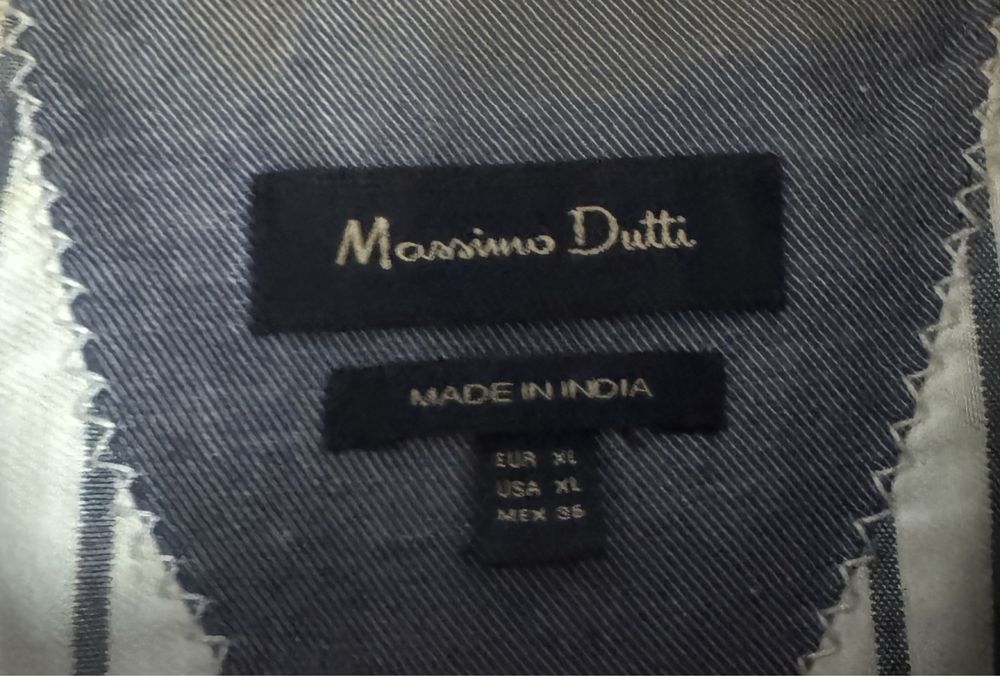 Massimo Dutti
MADE IN INDIA
EUR XL
USA XL
MEX 36